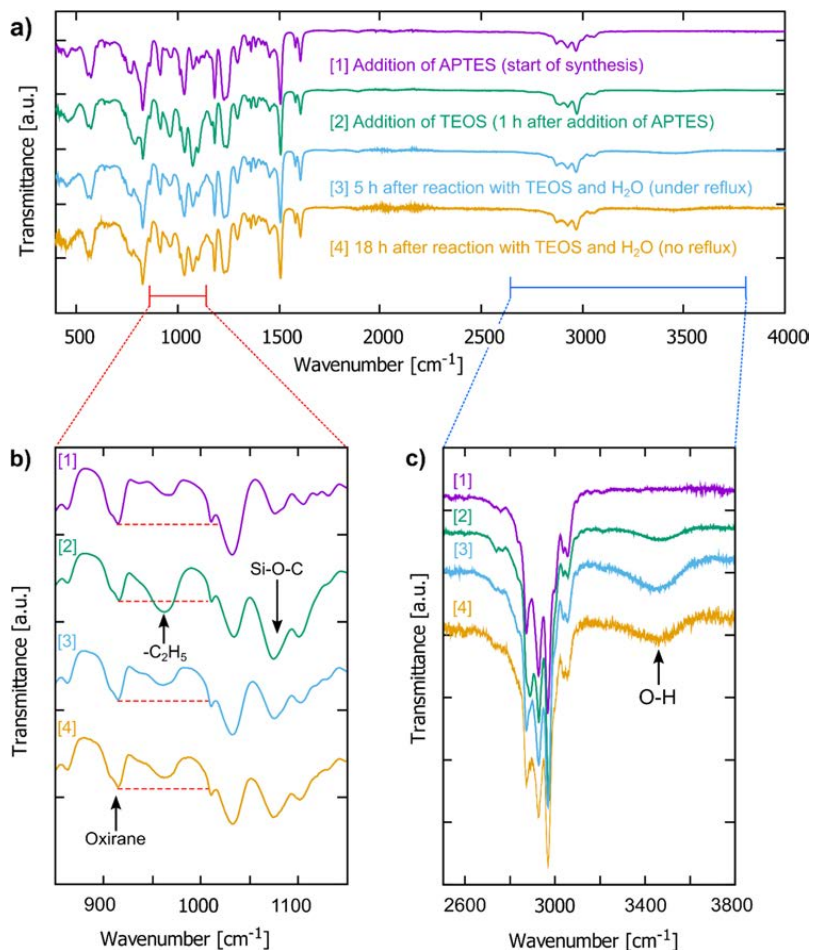 a)
Transmittance [a.u.]
[1] Addition of APTES (start of synthesis)
[2] Addition of TEOS (1 h after addition of APTES)
[3] 5 h after reaction with TEOS and H₂O (under reflux)
[4] 18 h after reaction with TEOS and H₂O (no reflux)
500 1000 1500 2000 2500 3000 3500 4000
Wavenumber [cm⁻¹]
b)
Transmittance [a.u.]
[1]
[2]
Si-O-C
-C₂H₅
[3]
[4]
Oxirane
900 1000 1100
Wavenumber [cm⁻¹]
c)
Transmittance [a.u.]
[1]
[2]
[3]
[4]
O-H
2600 3000 3400 3800
Wavenumber [cm⁻¹]